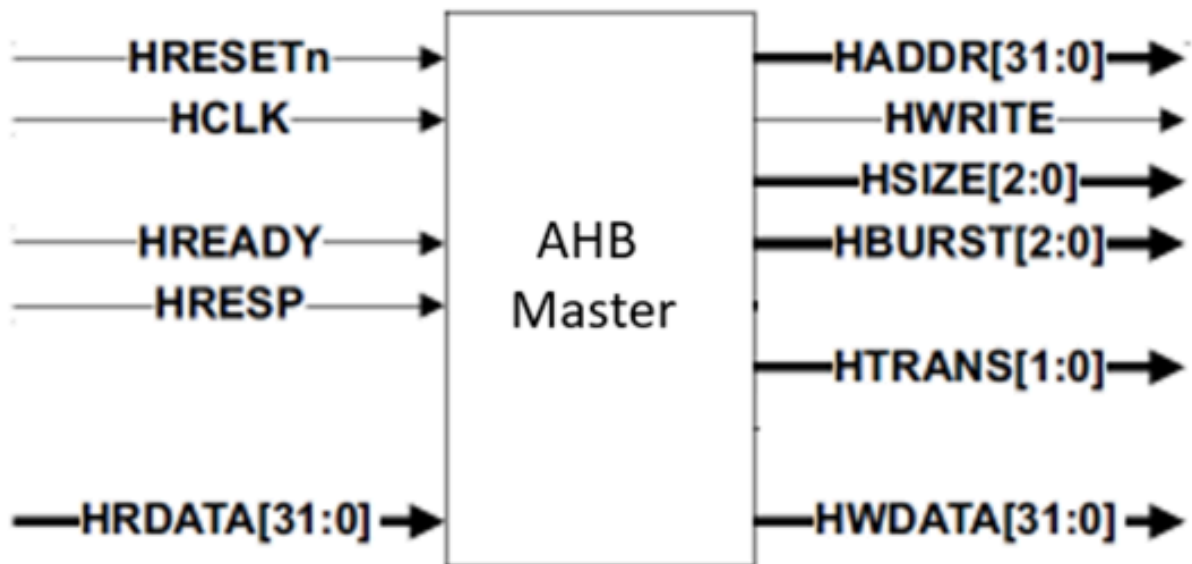 HRESETn
HCLK
HREADY
HRESP
HRDATA[31:0]
AHB
Master
HADDR[31:0]
HWRITE
HSIZE[2:0]
HBURST[2:0]
HTRANS[1:0]
HWDATA[31:0]